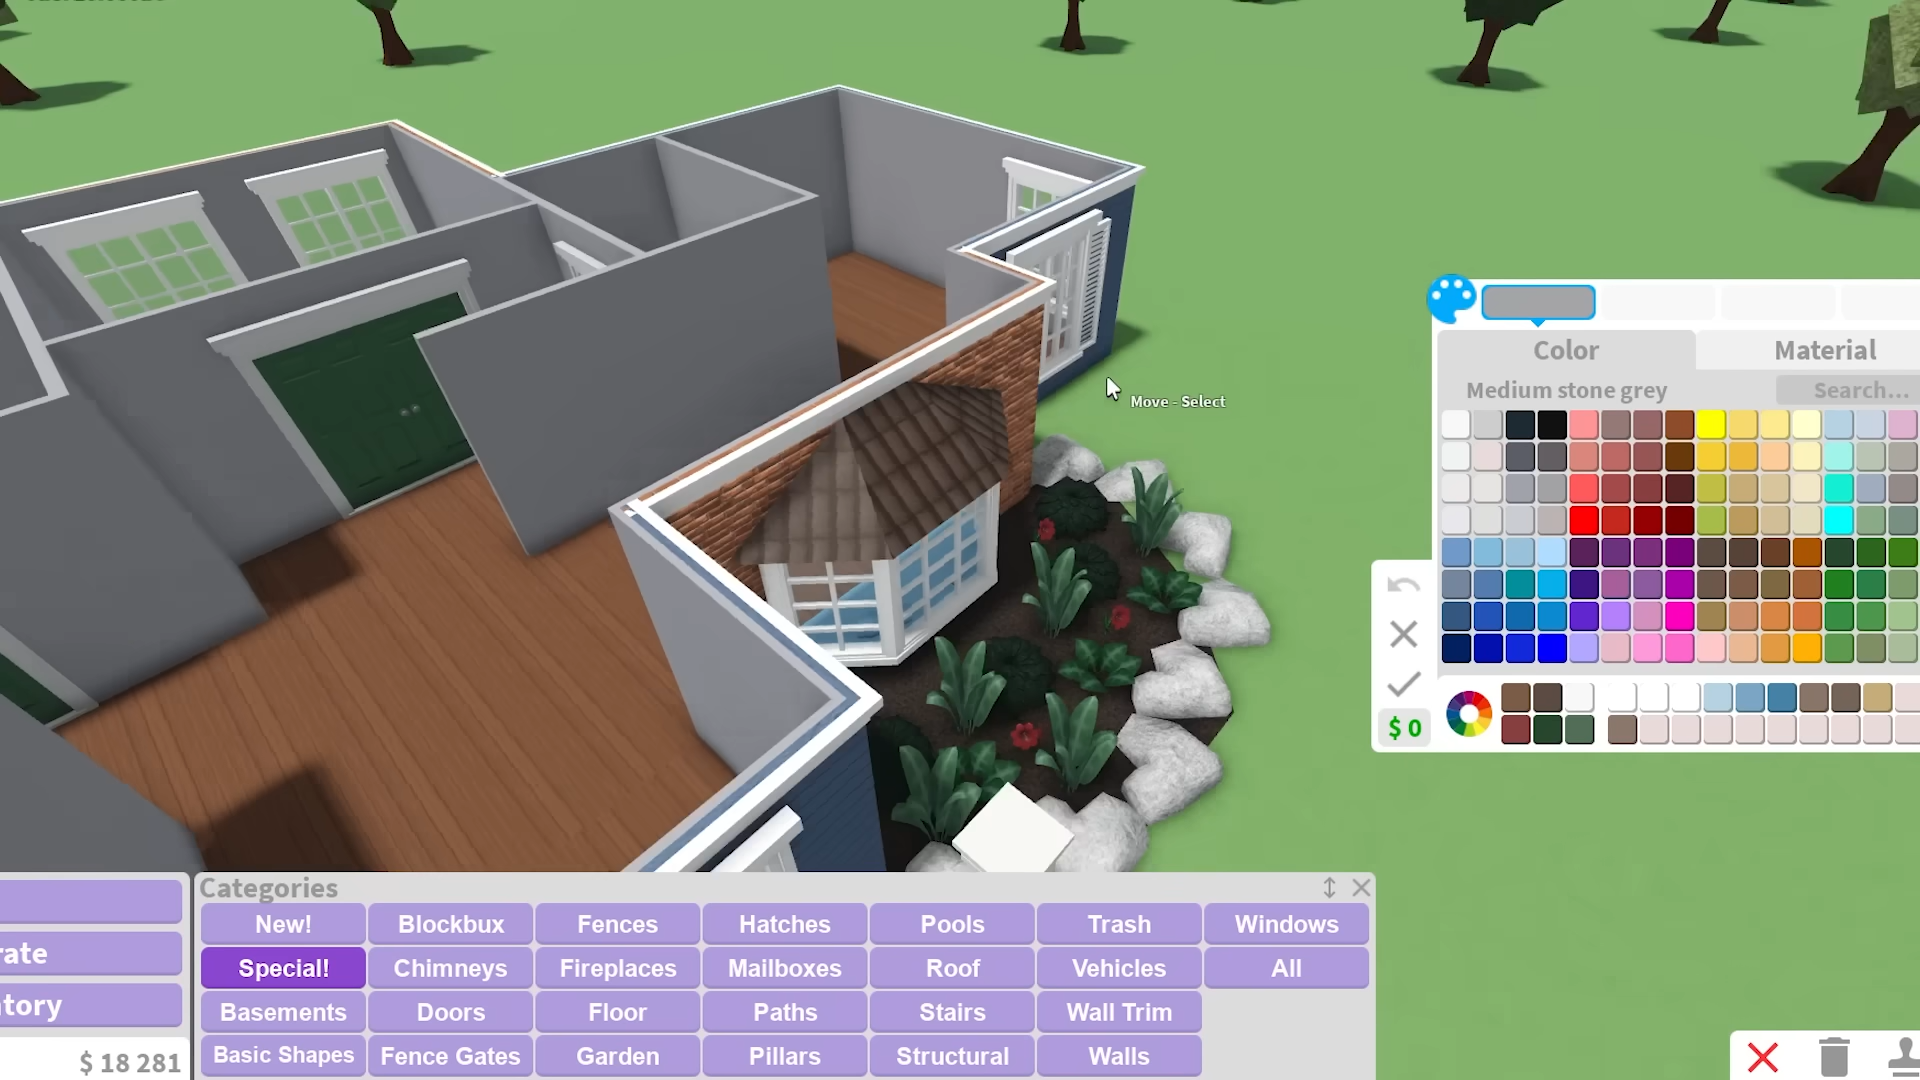 Move - Select
Color
Material
Medium stone grey
Search...
$ 0
Categories
New!
Blockbux
Fences
Hatches
Pools
Trash
Windows
Special!
Chimneys
Fireplaces
Mailboxes
Roof
Vehicles
All
Basements
Doors
Floor
Paths
Stairs
Wall Trim
Basic Shapes
Fence Gates
Garden
Pillars
Structural
Walls
rate
tory
$ 18 281